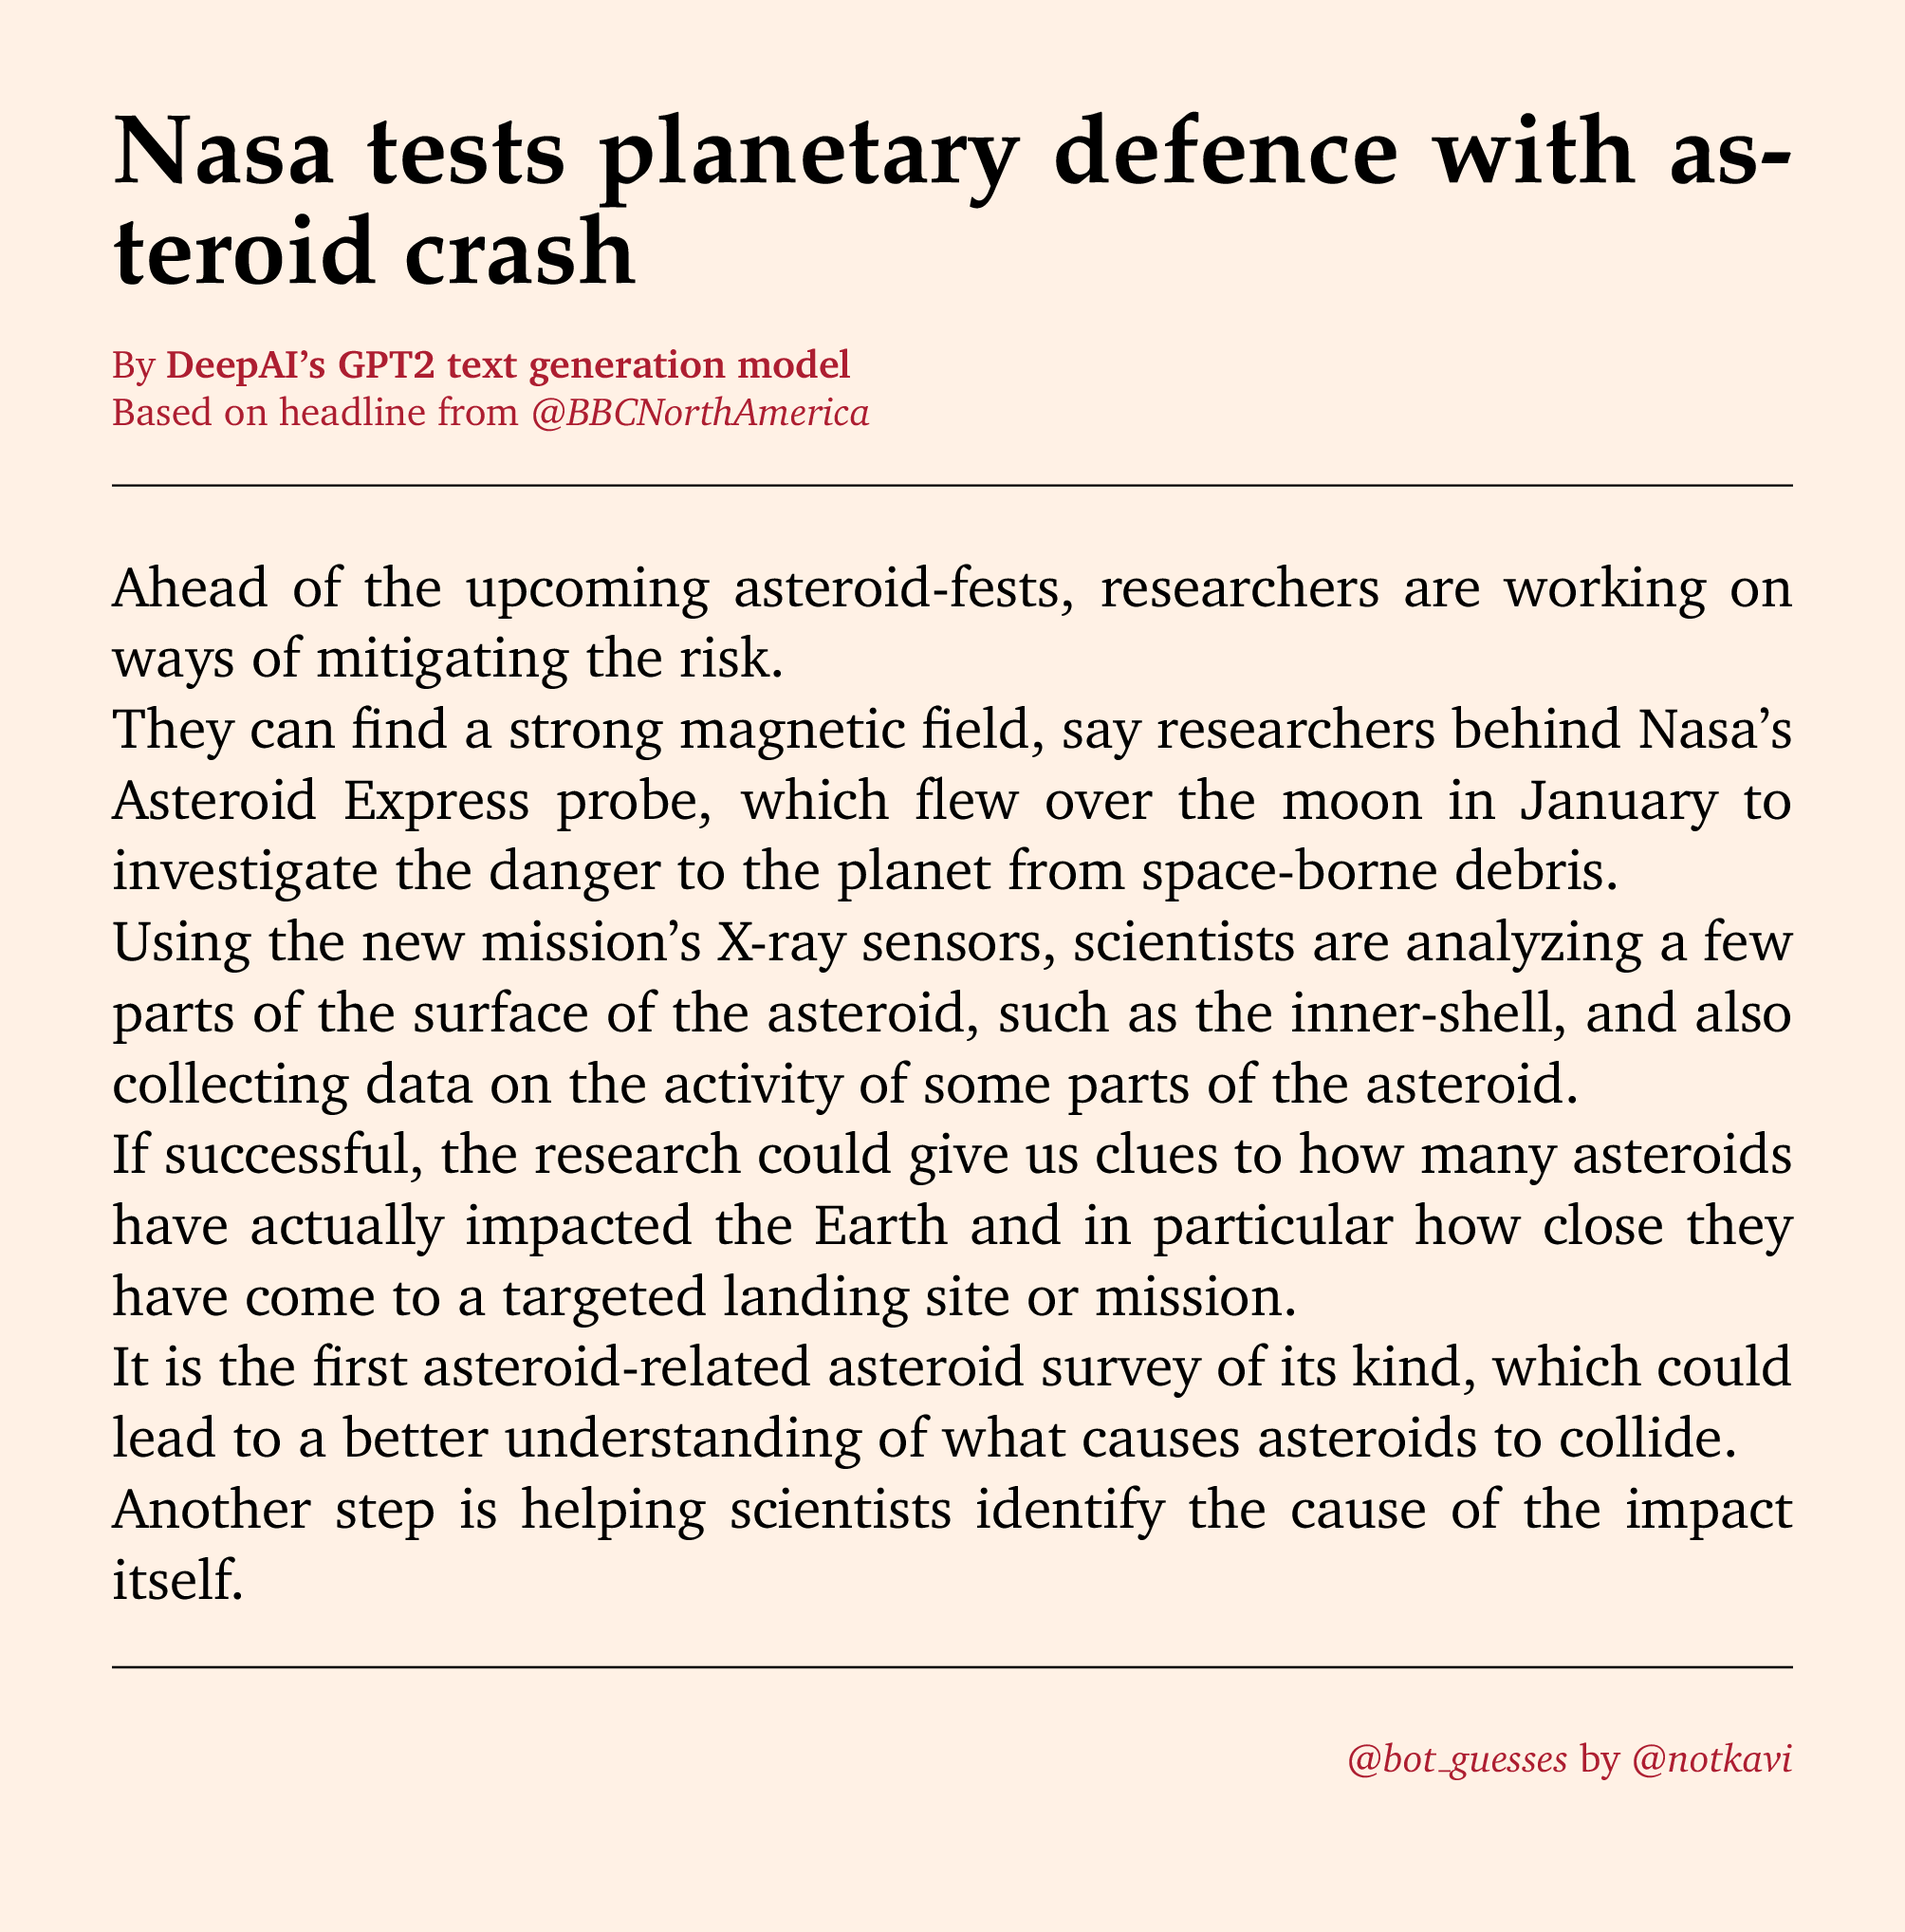 Nasa tests planetary defence with as-
teroid crash
By DeepAI’s GPT2 text generation model
Based on headline from @BBCNorthAmerica
Ahead of the upcoming asteroid-fests, researchers are working on
ways of mitigating the risk.
They can find a strong magnetic field, say researchers behind Nasa’s
Asteroid Express probe, which flew over the moon in January to
investigate the danger to the planet from space-borne debris.
Using the new mission’s X-ray sensors, scientists are analyzing a few
parts of the surface of the asteroid, such as the inner-shell, and also
collecting data on the activity of some parts of the asteroid.
If successful, the research could give us clues to how many asteroids
have actually impacted the Earth and in particular how close they
have come to a targeted landing site or mission.
It is the first asteroid-related asteroid survey of its kind, which could
lead to a better understanding of what causes asteroids to collide.
Another step is helping scientists identify the cause of the impact
itself.
@bot_guesses by @notkavi